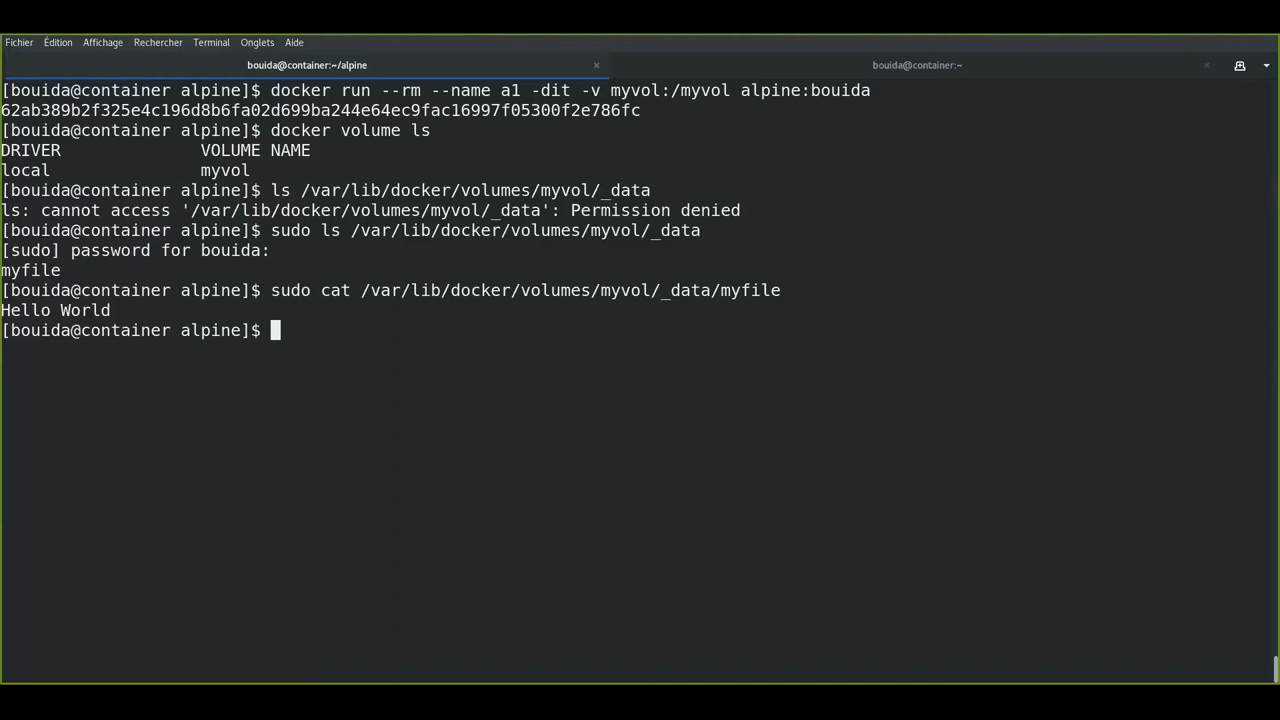 Fichier Édition Affichage Rechercher Terminal Onglets Aide
bouida@container:~/alpine × bouida@container:~ ×
[bouida@container alpine]$ docker run --rm --name a1 -dit -v myvol:/myvol alpine:bouida
62ab389b2f325e4c196d8b6fa02d699ba244e64ec9fac16997f05300f2e786fc
[bouida@container alpine]$ docker volume ls
DRIVER VOLUME NAME
local myvol
[bouida@container alpine]$ ls /var/lib/docker/volumes/myvol/_data
ls: cannot access '/var/lib/docker/volumes/myvol/_data': Permission denied
[bouida@container alpine]$ sudo ls /var/lib/docker/volumes/myvol/_data
[sudo] password for bouida:
myfile
[bouida@container alpine]$ sudo cat /var/lib/docker/volumes/myvol/_data/myfile
Hello World
[bouida@container alpine]$